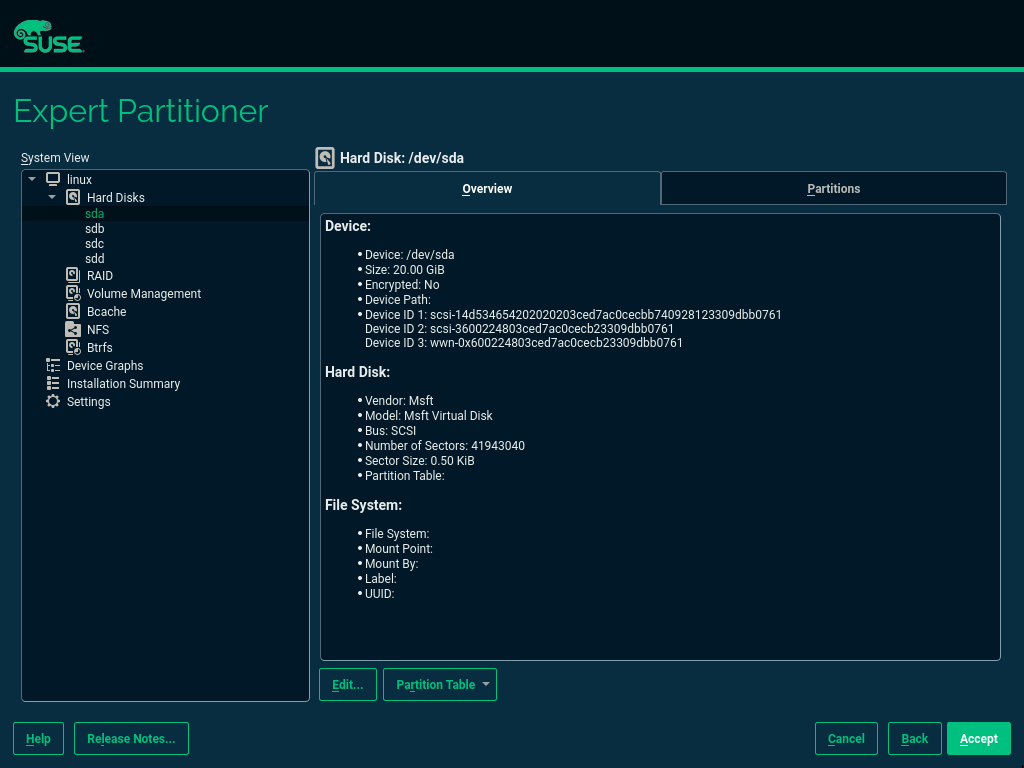 SUSE
Expert Partitioner
System View
linux
Hard Disks
sda
sdb
sdc
sdd
RAID
Volume Management
Bcache
NFS
Btrfs
Device Graphs
Installation Summary
Settings
Hard Disk: /dev/sda
Overview
Partitions
Device:
• Device: /dev/sda
• Size: 20.00 GiB
• Encrypted: No
• Device Path:
• Device ID 1: scsi-14d534654202020203ced7ac0cecbb740928123309dbb0761
Device ID 2: scsi-3600224803ced7ac0cecb23309dbb0761
Device ID 3: wwn-0x600224803ced7ac0cecb23309dbb0761
Hard Disk:
• Vendor: Msft
• Model: Msft Virtual Disk
• Bus: SCSI
• Number of Sectors: 41943040
• Sector Size: 0.50 KiB
• Partition Table:
File System:
• File System:
• Mount Point:
• Mount By:
• Label:
• UUID:
Edit...
Partition Table
Help
Release Notes...
Cancel
Back
Accept